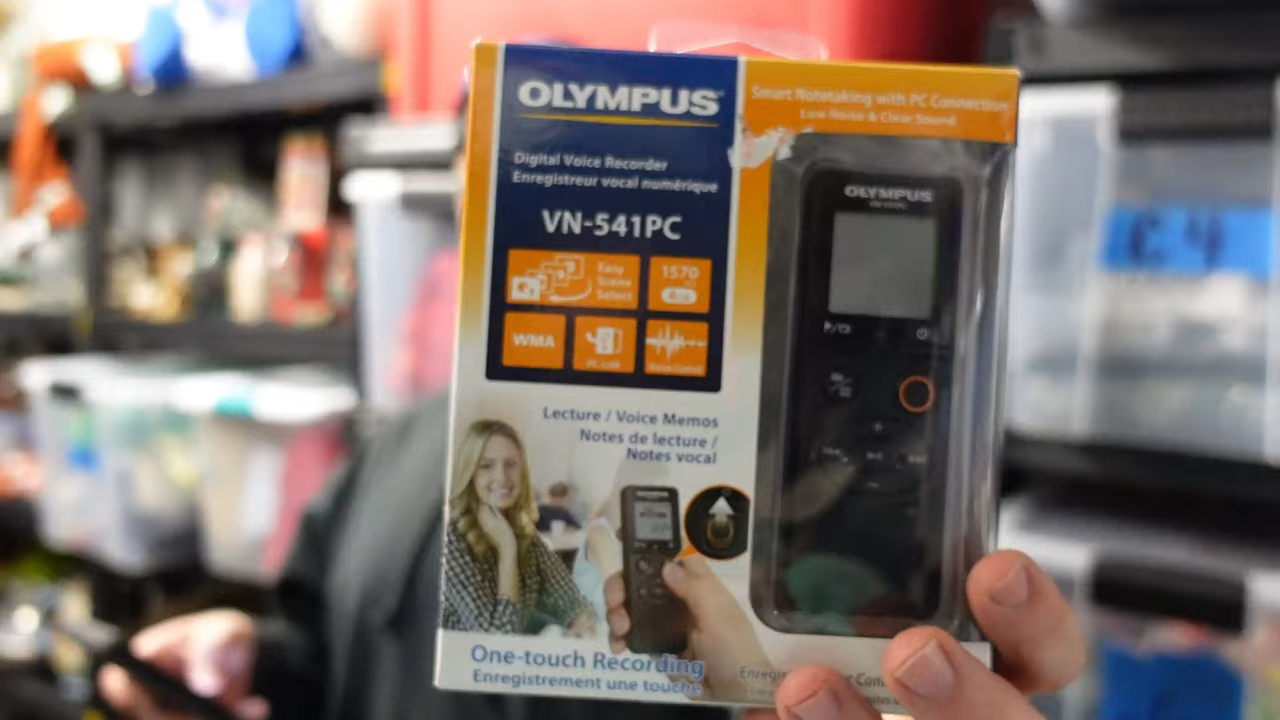 OLYMPUS
Digital Voice Recorder
Enregistreur vocal numérique
VN-541PC
Easy
Scene
Select
1570
WMA
PC Link
Lecture / Voice Memos
Notes de lecture /
Notes vocal
One-touch Recording
Enregistrement une touche
Smart Notetaking with PC Connection
Low Noise & Clear Sound
OLYMPUS